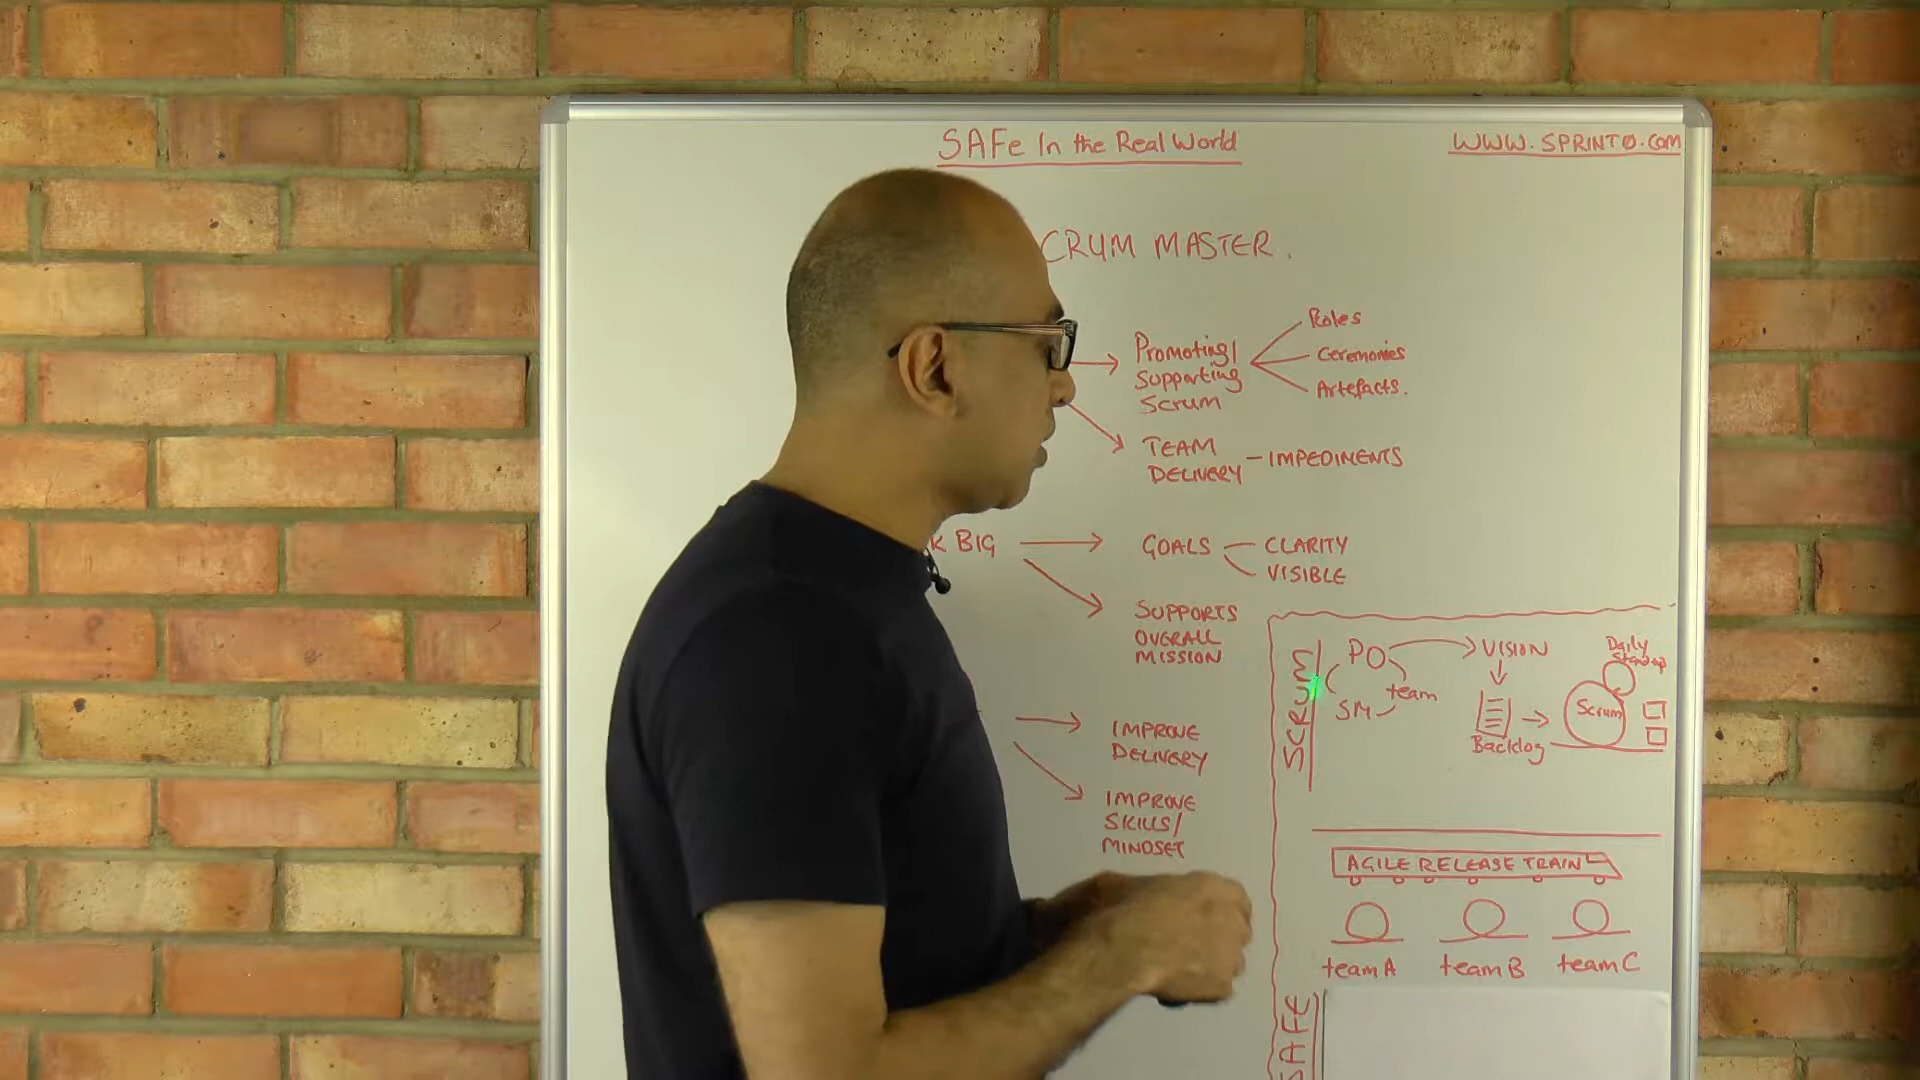 SAFe In the Real World
WWW.SPRINT0.COM
CRUM MASTER.
Promoting/
Supporting
Scrum
Roles
Ceremonies
Artefacts.
TEAM
DELIVERY - IMPEDIMENTS
K BIG
GOALS
CLARITY
VISIBLE
SUPPORTS
OVERALL
MISSION
IMPROVE
DELIVERY
IMPROVE
SKILLS/
MINDSET
SCRUM
PO
SM
team
VISION
Backlog
Scrum
Daily
Standup
AGILE RELEASE TRAIN
team A
team B
team C
SAFE